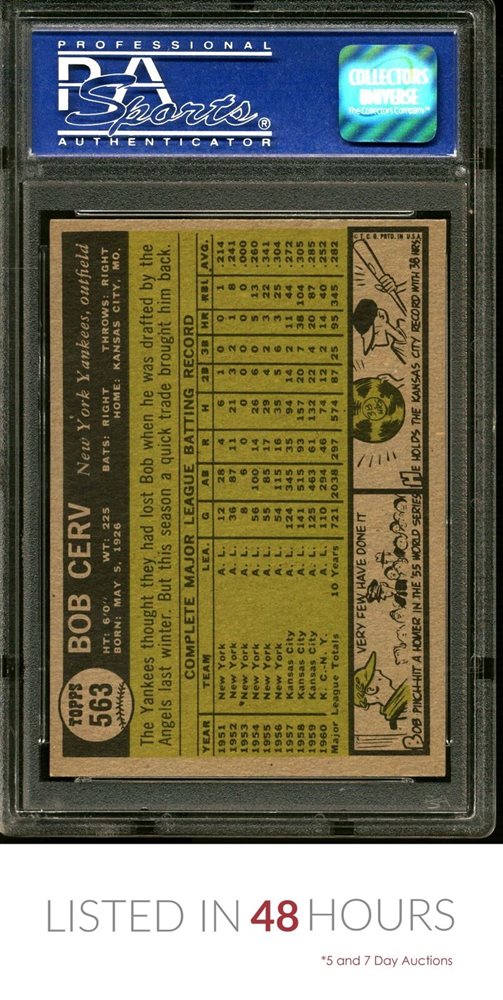 PROFESSIONAL
PSA
Sports®
AUTHENTICATOR
COLLECTORS
UNIVERSE
The Collectors Company™
TOPPS
563
BOB CERV
New York Yankees, outfield
HT: 6'0" WT: 225 BATS: RIGHT THROWS: RIGHT
BORN: MAY 5, 1926 HOME: KANSAS CITY, MO.
The Yankees thought they had lost Bob when he was drafted by the
Angels last winter. But this season a quick trade brought him back.
COMPLETE MAJOR LEAGUE BATTING RECORD
YEAR TEAM LEA. G AB R H 2B 3B HR RBI. AVG.
1951 New York A. L. 12 28 4 6 1 0 0 1 .214
1952 New York A. L. 36 87 11 21 3 2 1 8 .241
1953 New York A. L. 8 6 0 0 0 0 0 0 .000
1954 New York A. L. 56 100 14 26 6 0 5 13 .260
1955 New York A. L. 55 85 17 29 4 2 3 22 .341
1956 New York A. L. 54 115 16 35 5 6 3 25 .304
1957 Kansas City A. L. 124 345 35 94 14 2 11 44 .272
1958 Kansas City A. L. 141 515 93 157 20 7 38 104 .305
1959 Kansas City A. L. 125 463 61 132 22 4 20 87 .285
1960 K. C.-N. Y. A. L. 110 294 46 74 12 2 14 40 .252
Major League Totals 10 Years 721 2038 297 574 87 25 95 345 .282
VERY FEW HAVE DONE IT
BOB PINCH-HIT A HOMER IN THE '55 WORLD SERIES
© T. C. G. PRTD. IN U.S.A.
HE HOLDS THE KANSAS CITY RECORD WITH 38 HRS
LISTED IN 48 HOURS
*5 and 7 Day Auctions